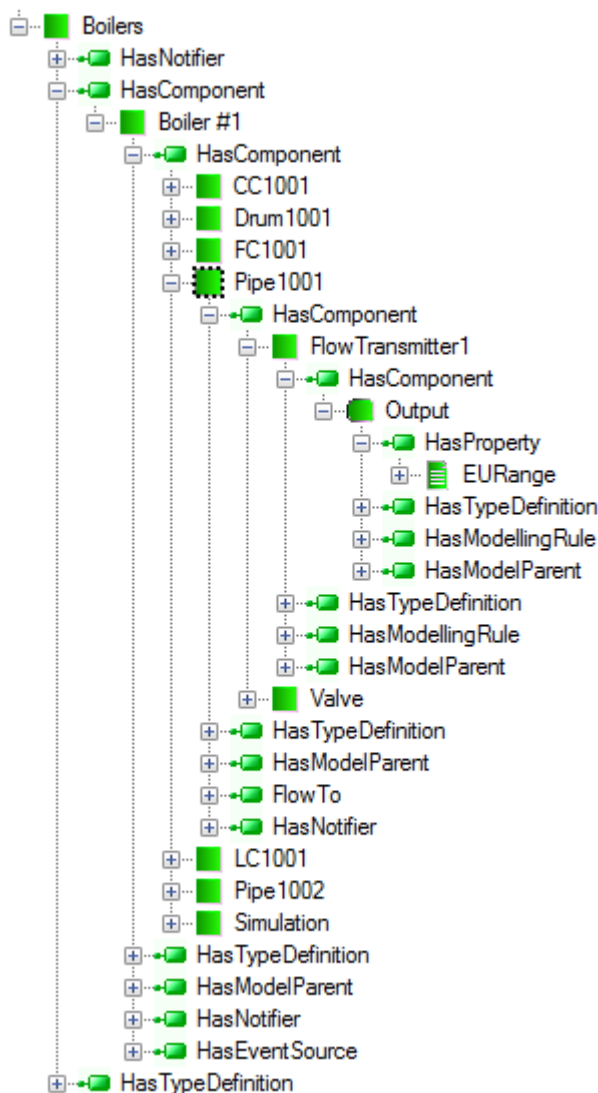 Boilers
HasNotifier
HasComponent
Boiler #1
HasComponent
CC1001
Drum1001
FC1001
Pipe1001
HasComponent
FlowTransmitter1
HasComponent
Output
HasProperty
EURange
HasTypeDefinition
HasModellingRule
HasModelParent
HasTypeDefinition
HasModellingRule
HasModelParent
Valve
HasTypeDefinition
HasModelParent
FlowTo
HasNotifier
LC1001
Pipe1002
Simulation
HasTypeDefinition
HasModelParent
HasNotifier
HasEventSource
HasTypeDefinition